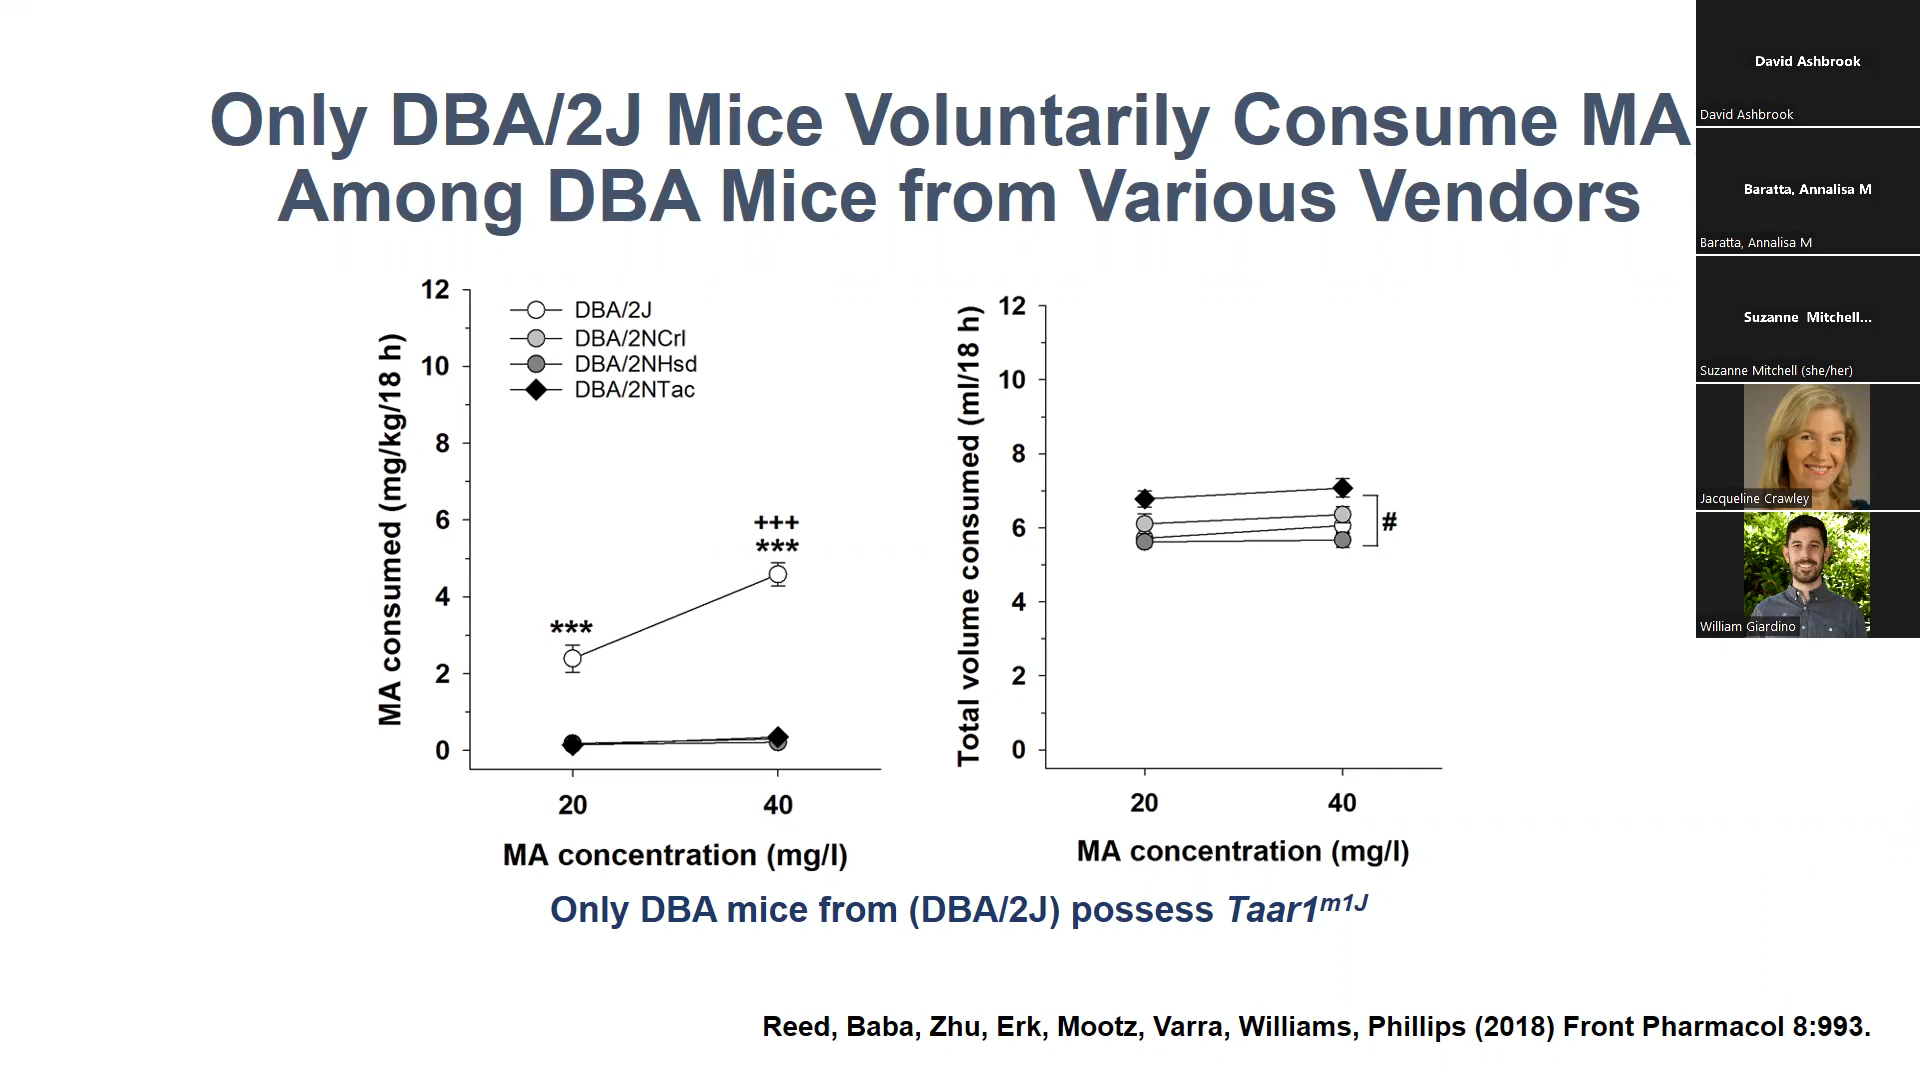 Only DBA/2J Mice Voluntarily Consume MA
Among DBA Mice from Various Vendors
MA consumed (mg/kg/18 h)
12
10
8
6
4
2
0
DBA/2J
DBA/2NCrl
DBA/2NHsd
DBA/2NTac
***
+++
***
20
40
MA concentration (mg/l)
Total volume consumed (ml/18 h)
12
10
8
6
4
2
0
#
20
40
MA concentration (mg/l)
Only DBA mice from (DBA/2J) possess Taar1m1J
Reed, Baba, Zhu, Erk, Mootz, Varra, Williams, Phillips (2018) Front Pharmacol 8:993.
David Ashbrook
David Ashbrook
Baratta, Annalisa M
Baratta, Annalisa M
Suzanne Mitchell...
Suzanne Mitchell (she/her)
Jacqueline Crawley
William Giardino